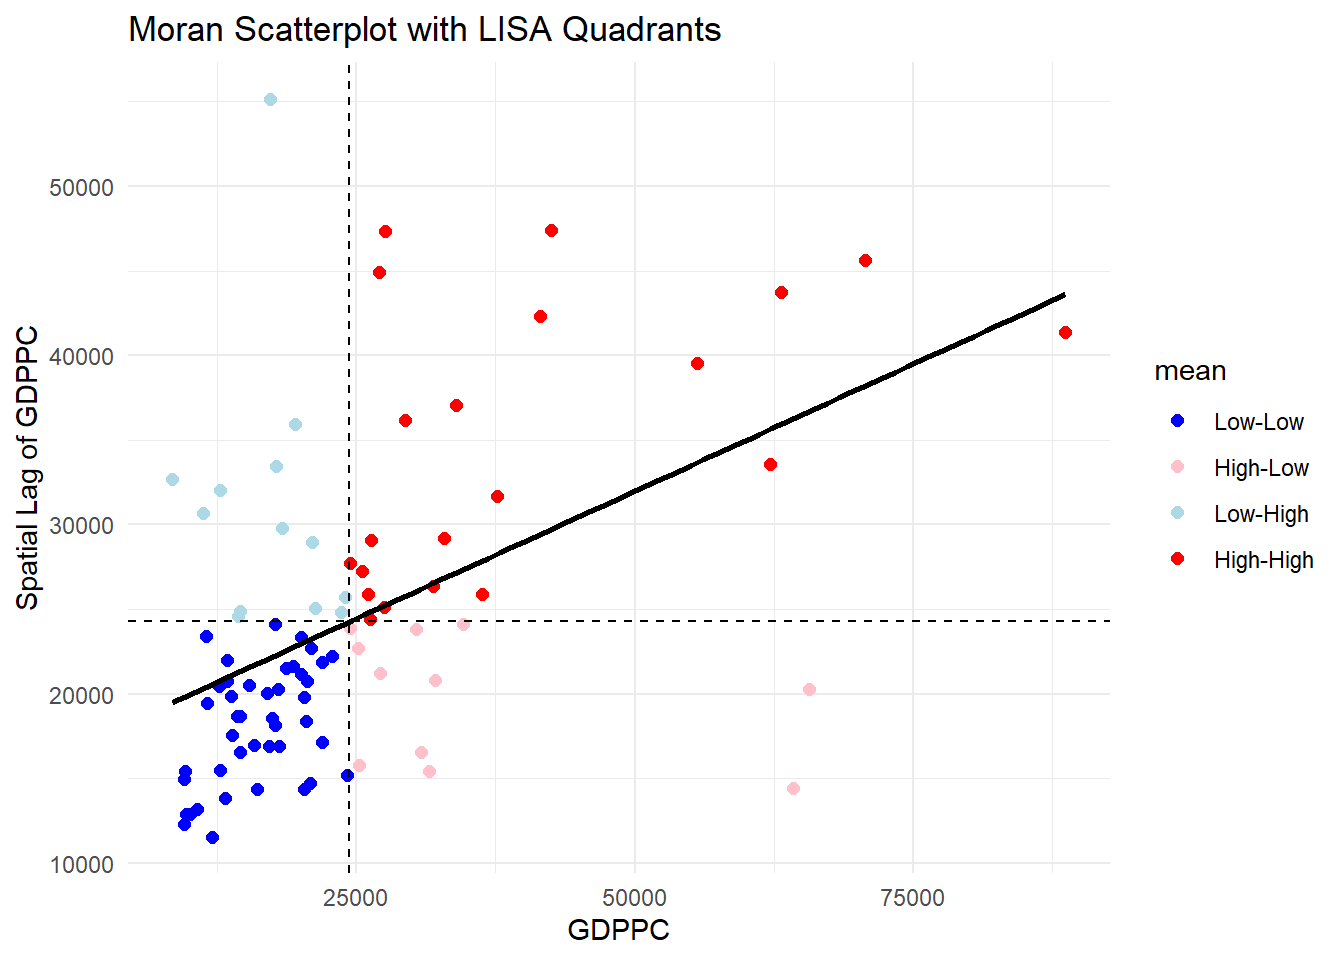 Moran Scatterplot with LISA Quadrants
Spatial Lag of GDPPC
50000
40000
30000
20000
10000
25000
50000
75000
GDPPC
mean
Low-Low
High-Low
Low-High
High-High